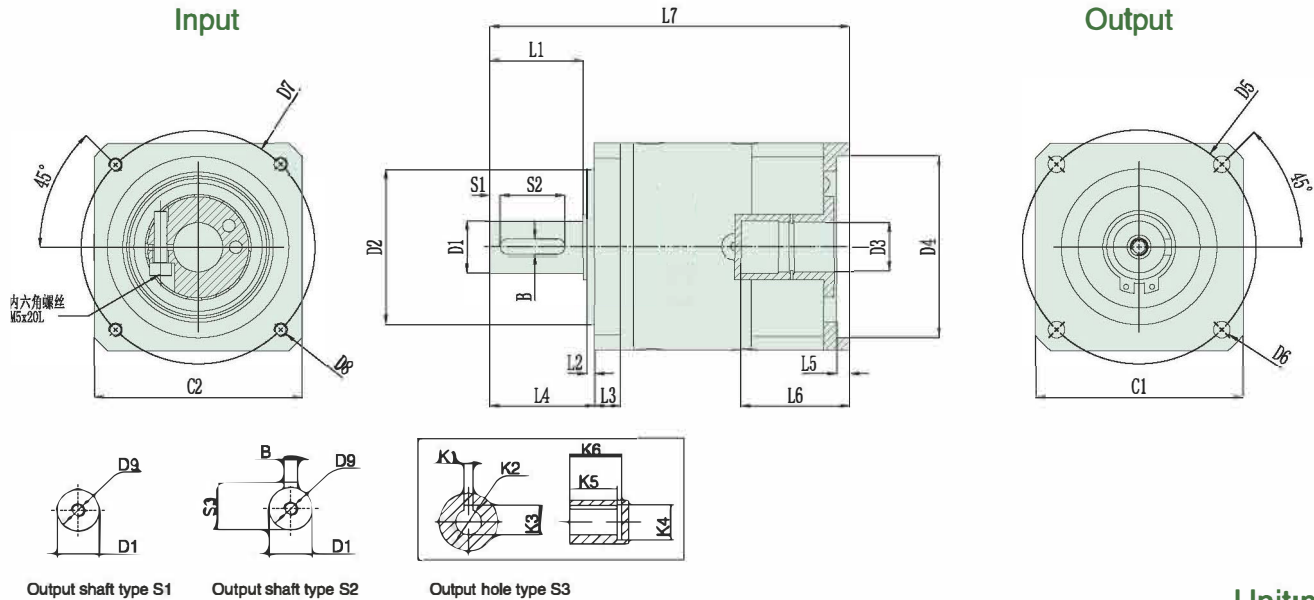 Input
Output
L7
L1
D7
D5
45°
45°
S1
S2
D2
D1
B
D3
D4
内六角螺丝
M5x20L
D8
D6
L2
L5
C2
L4
L3
L6
C1
B
D9
D9
S3
D1
D1
K1
K2
K3
K6
K5
K4
Output shaft type S1
Output shaft type S2
Output hole type S3